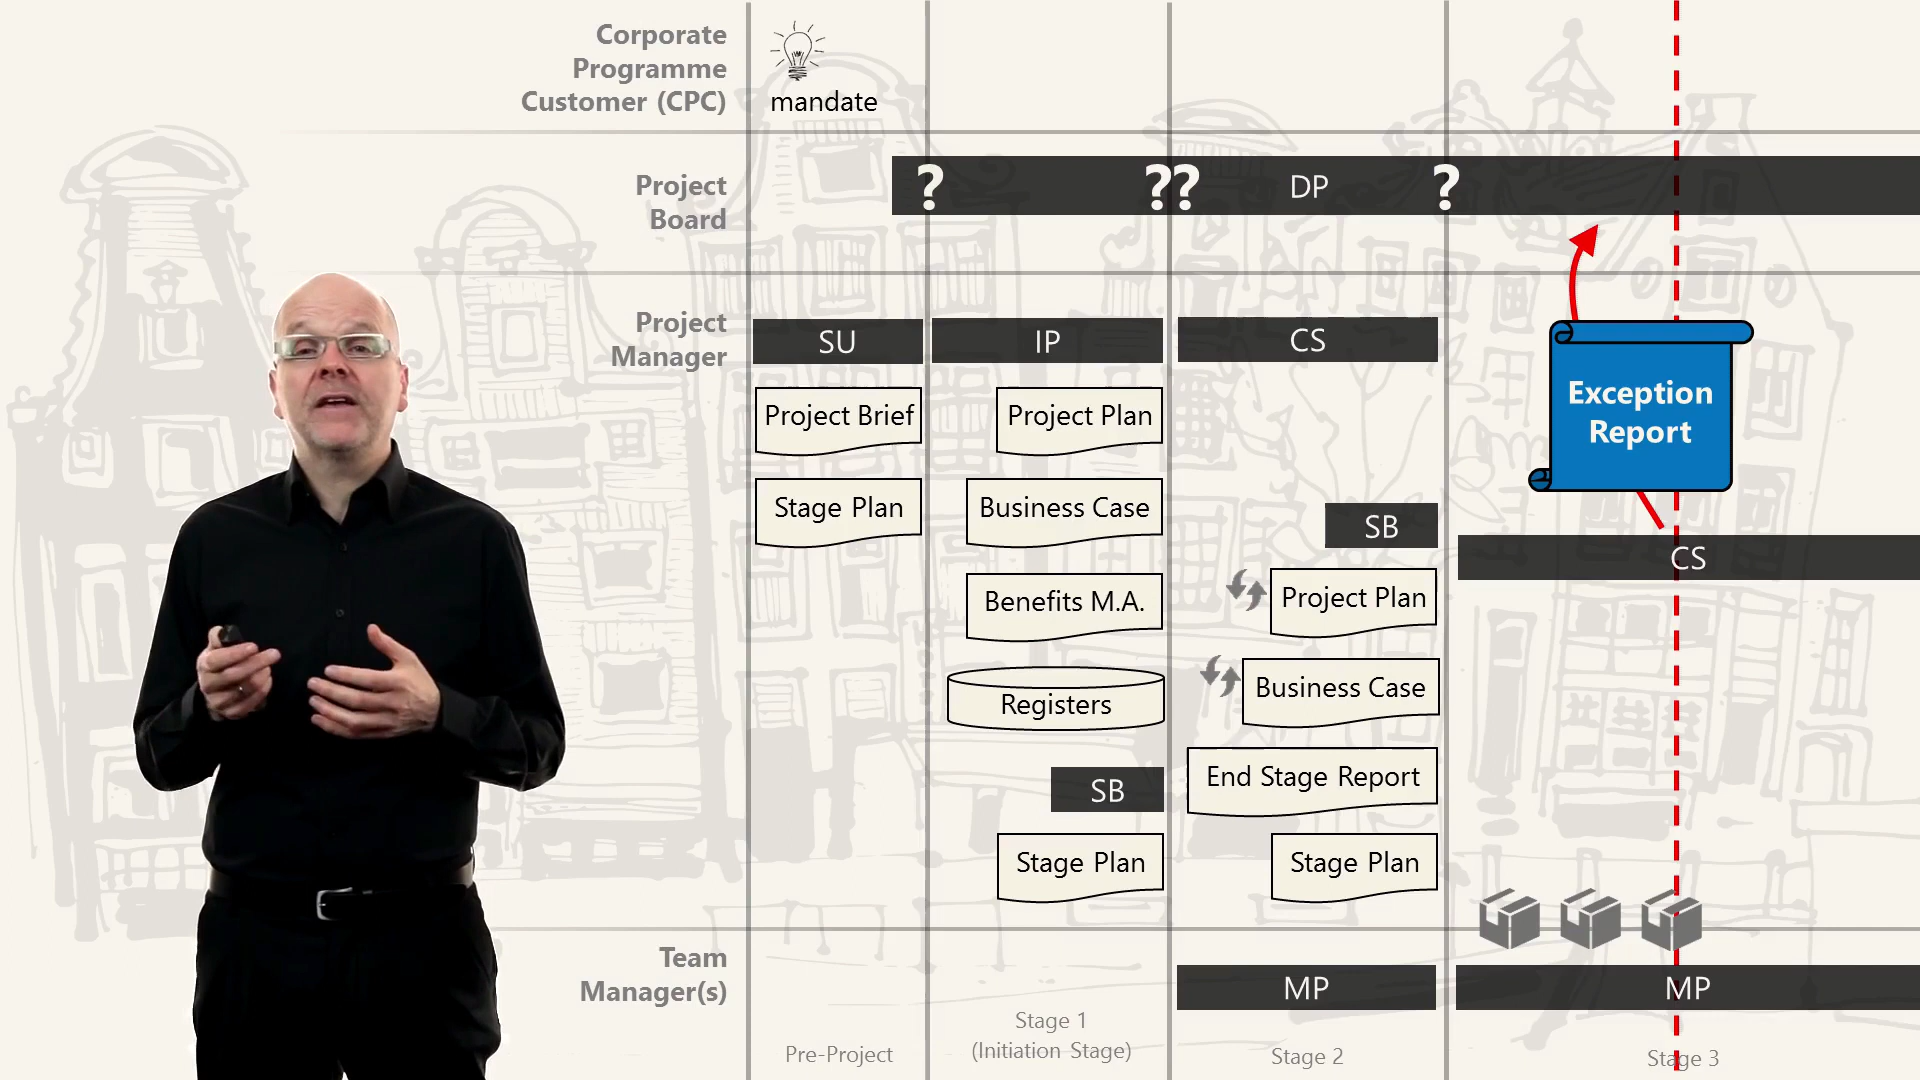 Corporate
Programme
Customer (CPC)
mandate
Project
Board
?
??
DP
?
Project
Manager
SU
IP
CS
Project Brief
Project Plan
Exception
Report
Stage Plan
Business Case
SB
CS
Benefits M.A.
Project Plan
Registers
Business Case
SB
End Stage Report
Stage Plan
Stage Plan
Team
Manager(s)
MP
MP
Pre-Project
Stage 1
(Initiation Stage)
Stage 2
Stage 3